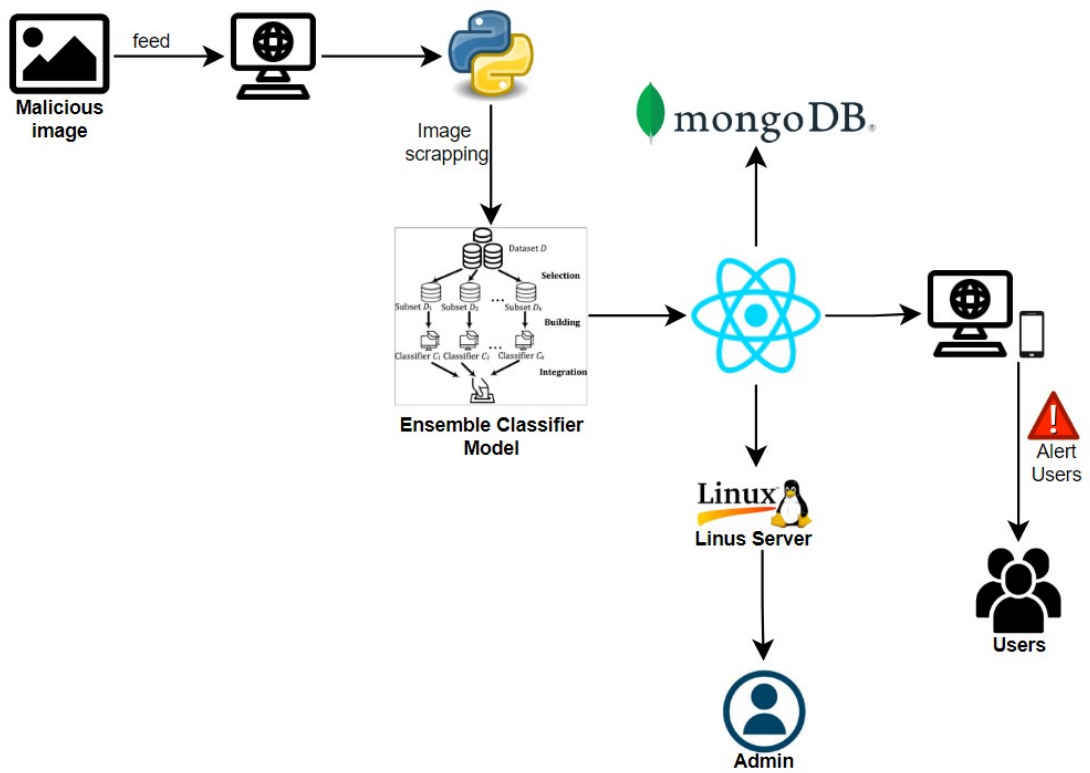 feed
Malicious
image
Image
scrapping
mongoDB®
Dataset D
Selection
Subset D₁ Subset D₂ ... Subset Dₖ
Building
Classifier C₁ Classifier C₂ ... Classifier Cₖ
Integration
Ensemble Classifier
Model
Linux
Linus Server
Alert
Users
Users
Admin